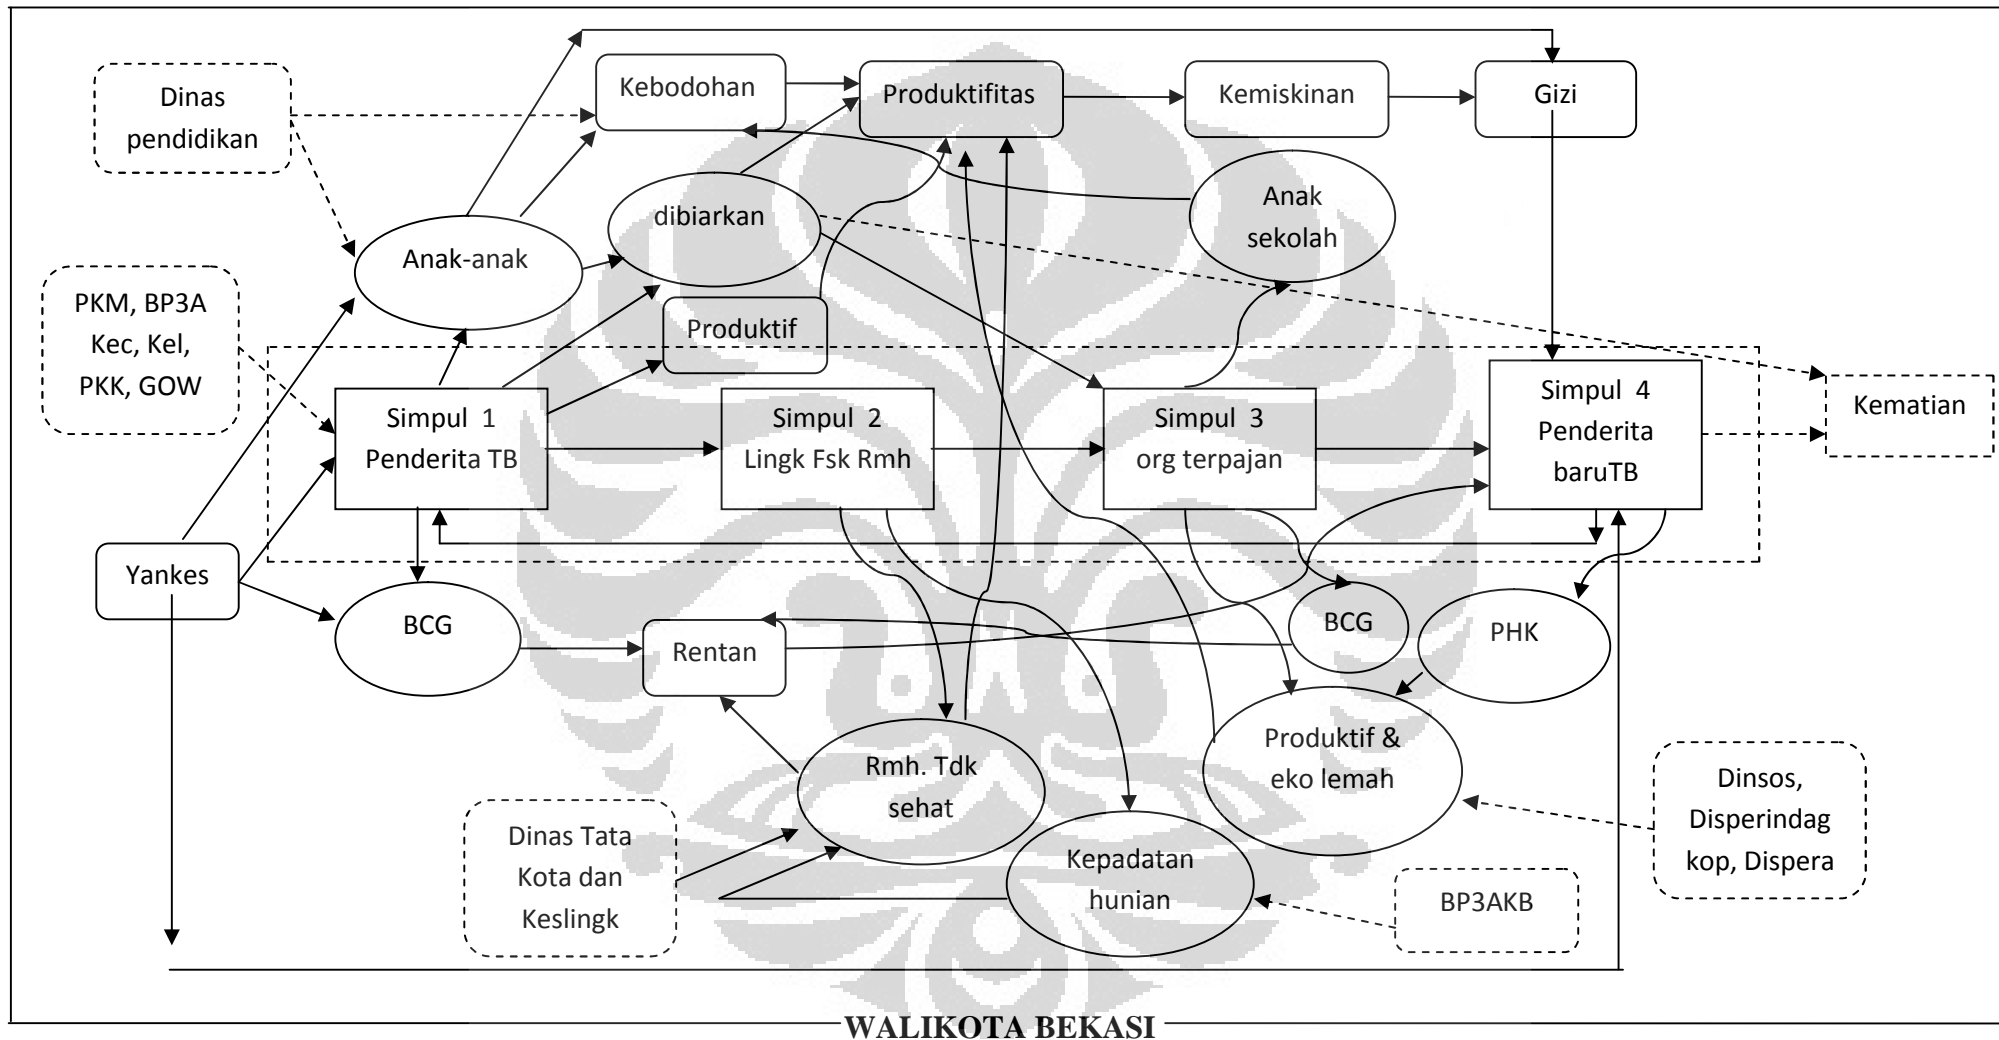 Dinas
pendidikan
Kebodohan
Produktifitas
Kemiskinan
Gizi
Anak-anak
dibiarkan
Anak
sekolah
PKM, BP3A
Kec, Kel,
PKK, GOW
Produktif
Simpul 1
Penderita TB
Simpul 2
Lingk Fsk Rmh
Simpul 3
org terpajan
Simpul 4
Penderita
baruTB
Kematian
Yankes
BCG
Rentan
BCG
PHK
Rmh. Tdk
sehat
Produktif &
eko lemah
Dinsos,
Disperindag
kop, Dispera
Dinas Tata
Kota dan
Keslingk
Kepadatan
hunian
BP3AKB
WALIKOTA BEKASI